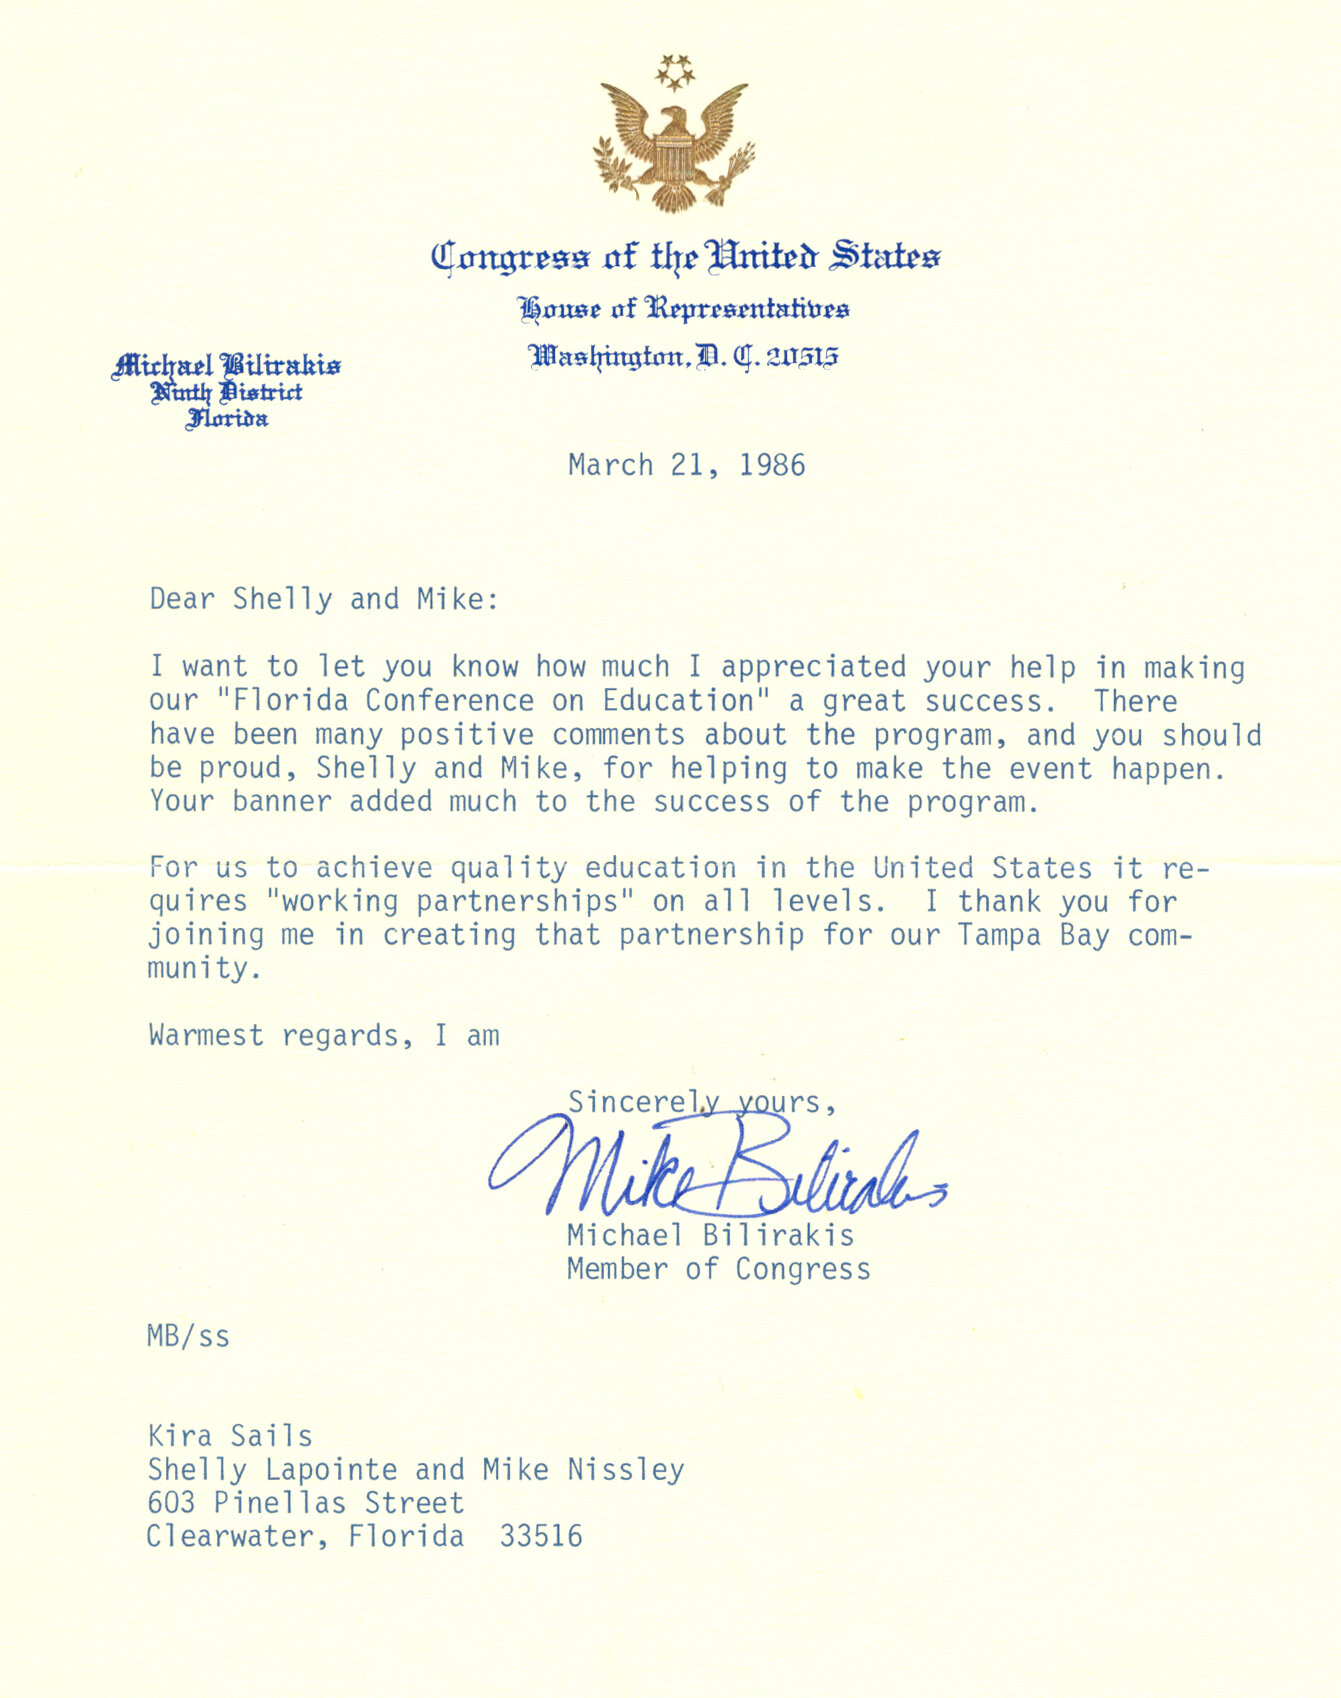 Congress of the United States
House of Representatives
Washington, D. C. 20515
Michael Bilirakis
Ninth District
Florida
March 21, 1986
Dear Shelly and Mike:
I want to let you know how much I appreciated your help in making
our "Florida Conference on Education" a great success.  There
have been many positive comments about the program, and you should
be proud, Shelly and Mike, for helping to make the event happen.
Your banner added much to the success of the program.
For us to achieve quality education in the United States it re-
quires "working partnerships" on all levels.  I thank you for
joining me in creating that partnership for our Tampa Bay com-
munity.
Warmest regards, I am
Sincerely yours,
Mike Bilirakis
Michael Bilirakis
Member of Congress
MB/ss
Kira Sails
Shelly Lapointe and Mike Nissley
603 Pinellas Street
Clearwater, Florida  33516